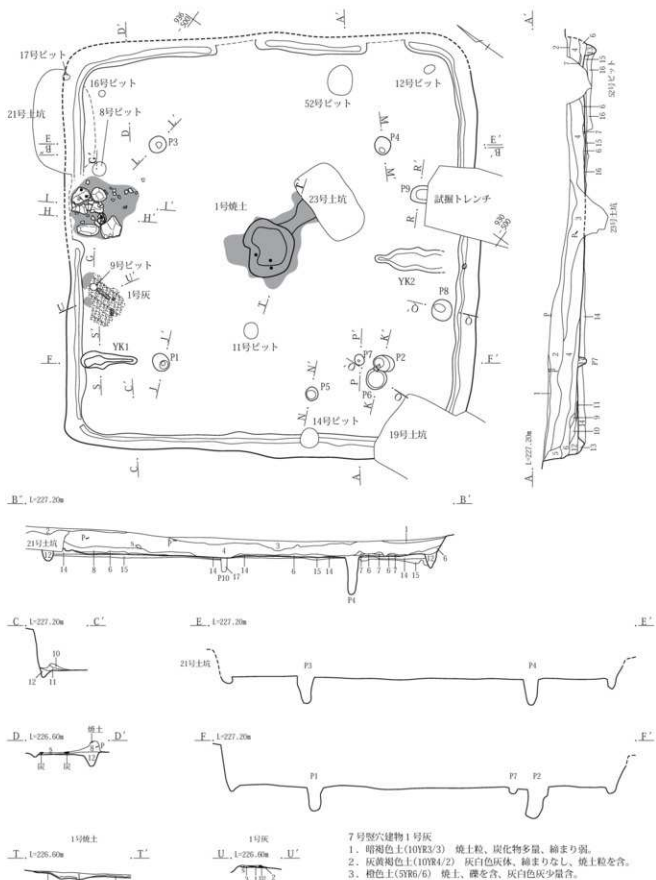 D′
936
-500
A′
17号ピット
16号ピット
21号土坑
8号ピット
52号ピット
12号ピット
D
P3
P4
M
M′
E
B
E′
B′
G′
I
I′
H
H′
G
1号焼土
T′
23号土坑
R′
P9
R
試掘トレンチ
930
-500
9号ピット
U′
1号灰
U
T
YK2
P8
Q′
Q
11号ピット
S′
YK1
S
F
J′
P1
J
C′
P′
K′
P7
P2
P
P6
K
O′
O
F′
N′
P5
N
14号ピット
19号土坑
C
A
A′
52号ピット
23号土坑
P7
A L=227.20m
B L=227.20m
B′
21号土坑
P10
P4
C L=227.20m
C′
10
12
11
E L=227.20m
E′
21号土坑
P3
P4
D L=226.60m
D′
焼土
F L=227.20m
F′
P1
P7
P2
1号焼土
T L=226.60m
T′
1号灰
U L=226.60m
U′
7号竪穴建物1号灰
1. 暗褐色土(10YR3/3) 焼土粒、炭化物多量、締まり弱。
2. 灰黄褐色土(10YR4/2) 灰白色灰体、締まりなし、焼土粒を含。
3. 橙色土(5YR6/6) 焼土、礫を含、灰白色灰少量含。